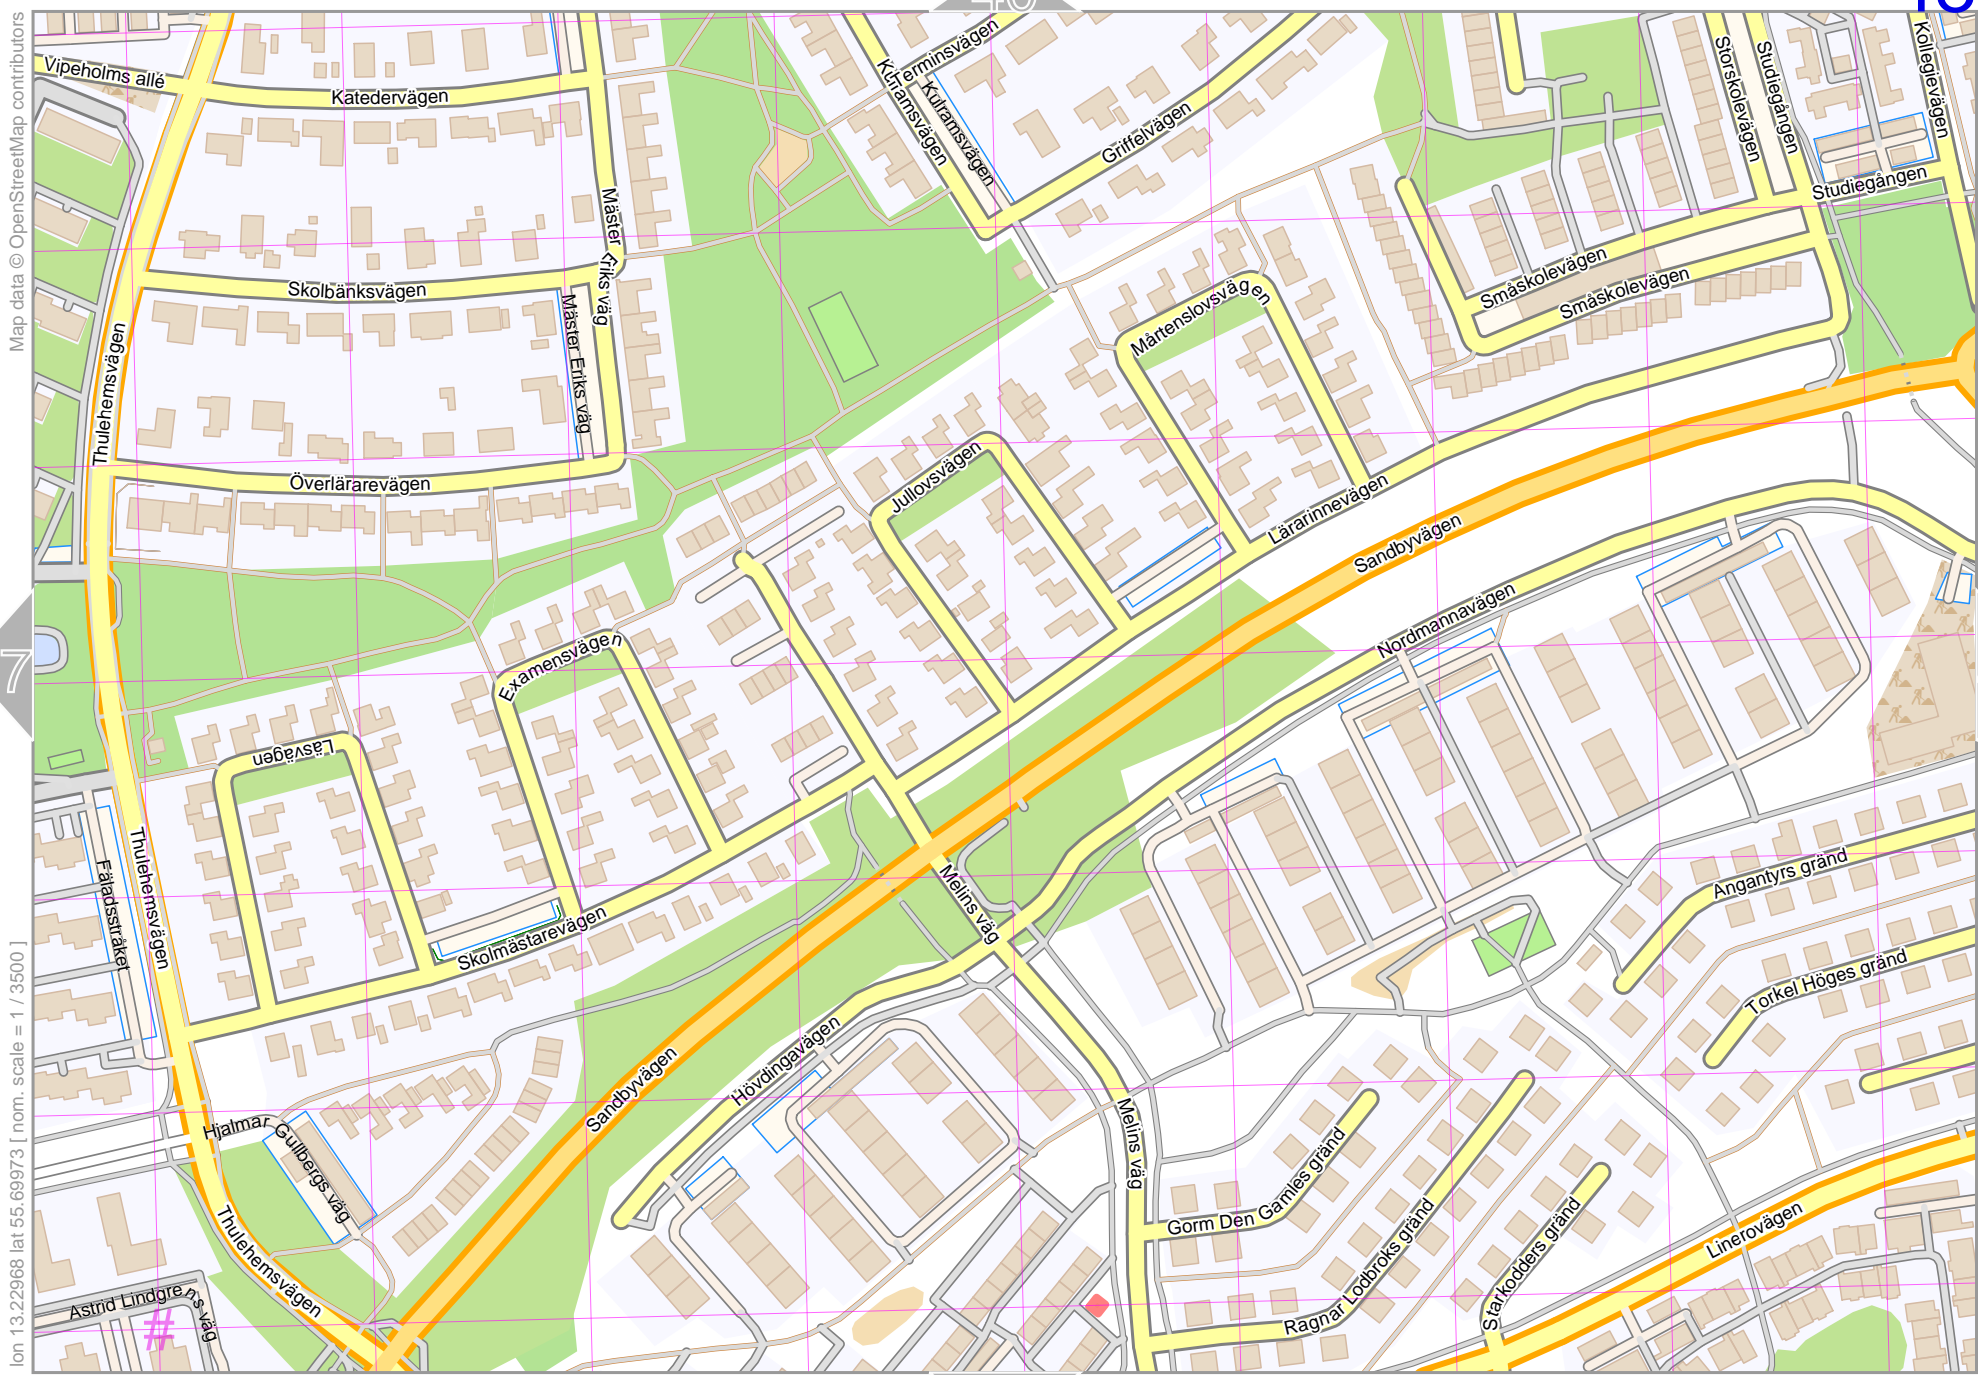 Map data © OpenStreetMap contributors
lon 13.22968 lat 55.69973 [ nom. scale = 1 / 3500 ]
7
#
Vipeholms allé
Katedervägen
Terminsvägen
Kulramsvägen
Kulramsvägen
Griffelvägen
Storskolevägen
Studiegången
Kollegievägen
Studiegången
Mäster Eriks väg
Skolbänksvägen
Mäster Eriks väg
Småskolevägen
Småskolevägen
Mårtenslovsvägen
Thulehemsvägen
Överlärarevägen
Jullovsvägen
Lärarinnevägen
Sandbyvägen
Nordmannavägen
Examensvägen
Läsvägen
Thulehemsvägen
Fäladsstråket
Skolmästarevägen
Melins väg
Angantyrs gränd
Torkel Höges gränd
Sandbyvägen
Hövdingavägen
Hjalmar Gullbergs väg
Melins väg
Gorm Den Gamles gränd
Ragnar Lodbroks gränd
Starkodders gränd
Linerovägen
Thulehemsvägen
Astrid Lindgrens väg